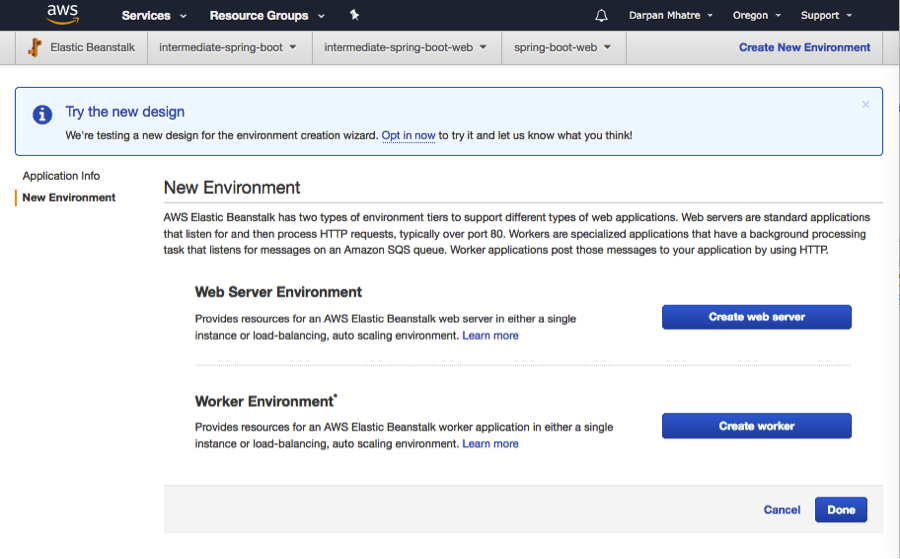 aws Services Resource Groups Darpan Mhatre Oregon Support
Elastic Beanstalk intermediate-spring-boot intermediate-spring-boot-web spring-boot-web Create New Environment
Try the new design
We're testing a new design for the environment creation wizard. Opt in now to try it and let us know what you think!
Application Info
New Environment
New Environment
AWS Elastic Beanstalk has two types of environment tiers to support different types of web applications. Web servers are standard applications
that listen for and then process HTTP requests, typically over port 80. Workers are specialized applications that have a background processing
task that listens for messages on an Amazon SQS queue. Worker applications post those messages to your application by using HTTP.
Web Server Environment
Provides resources for an AWS Elastic Beanstalk web server in either a single
instance or load-balancing, auto scaling environment. Learn more
Create web server
Worker Environment*
Provides resources for an AWS Elastic Beanstalk worker application in either a single
instance or load-balancing, auto scaling environment. Learn more
Create worker
Cancel Done